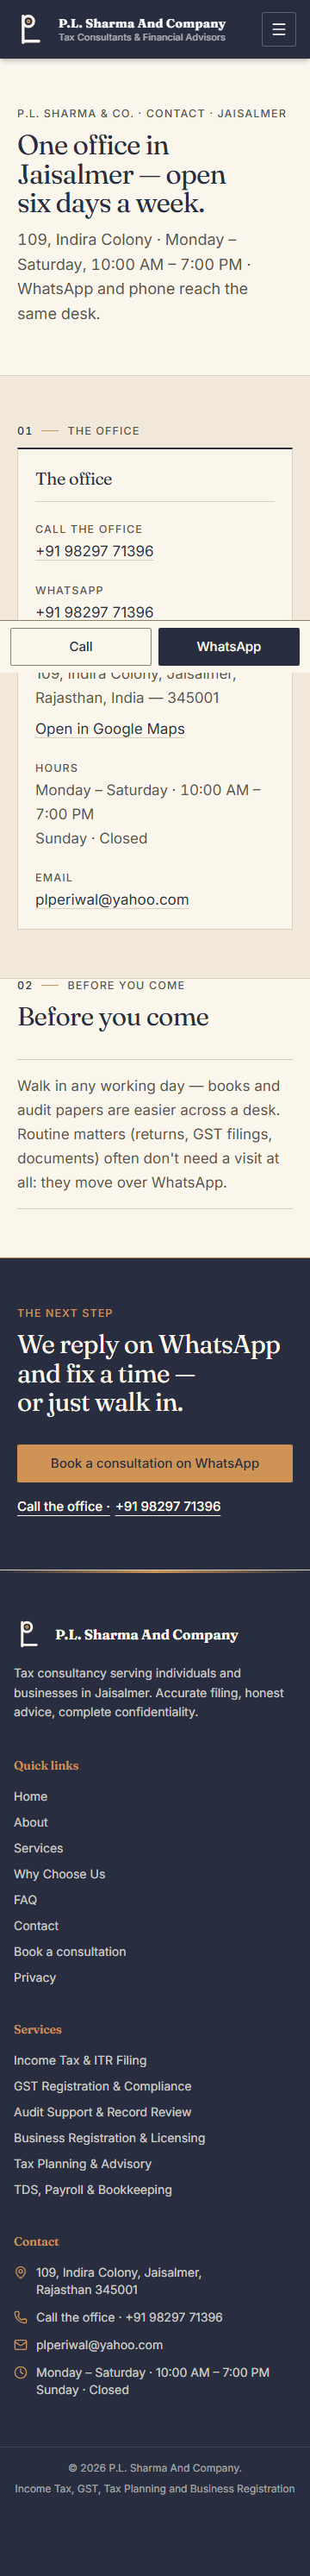 P.L. Sharma And Company
Tax Consultants & Financial Advisors
P.L. SHARMA & CO. · CONTACT · JAISALMER
One office in
Jaisalmer — open
six days a week.
109, Indira Colony · Monday –
Saturday, 10:00 AM – 7:00 PM ·
WhatsApp and phone reach the
same desk.
01 — THE OFFICE
The office
CALL THE OFFICE
+91 98297 71396
WHATSAPP
+91 98297 71396
Call
WhatsApp
109, Indira Colony, Jaisalmer,
Rajasthan, India — 345001
Open in Google Maps
HOURS
Monday – Saturday · 10:00 AM –
7:00 PM
Sunday · Closed
EMAIL
plperiwal@yahoo.com
02 — BEFORE YOU COME
Before you come
Walk in any working day — books and
audit papers are easier across a desk.
Routine matters (returns, GST filings,
documents) often don't need a visit at
all: they move over WhatsApp.
THE NEXT STEP
We reply on WhatsApp
and fix a time —
or just walk in.
Book a consultation on WhatsApp
Call the office · +91 98297 71396
P.L. Sharma And Company
Tax consultancy serving individuals and
businesses in Jaisalmer. Accurate filing, honest
advice, complete confidentiality.
Quick links
Home
About
Services
Why Choose Us
FAQ
Contact
Book a consultation
Privacy
Services
Income Tax & ITR Filing
GST Registration & Compliance
Audit Support & Record Review
Business Registration & Licensing
Tax Planning & Advisory
TDS, Payroll & Bookkeeping
Contact
109, Indira Colony, Jaisalmer,
Rajasthan 345001
Call the office · +91 98297 71396
plperiwal@yahoo.com
Monday – Saturday · 10:00 AM – 7:00 PM
Sunday · Closed
© 2026 P.L. Sharma And Company.
Income Tax, GST, Tax Planning and Business Registration